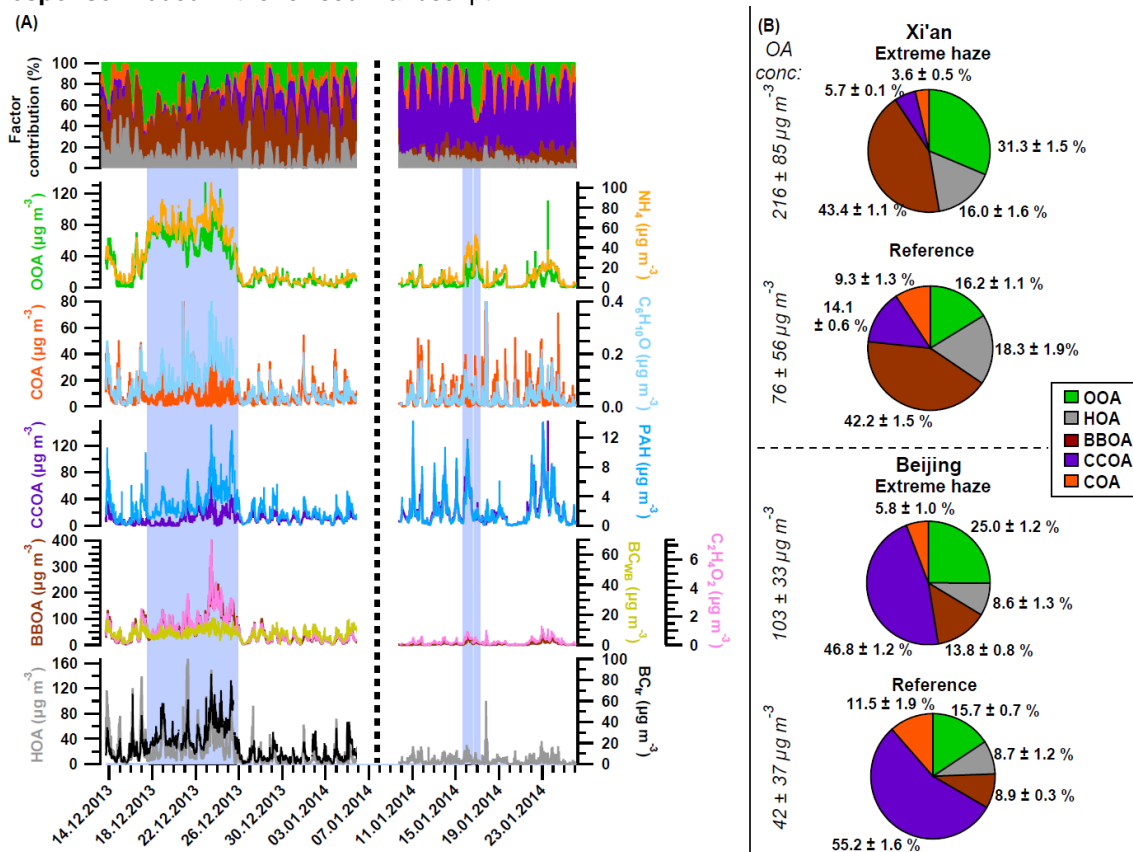 (A)
Factor
contribution (%)
100
80
60
40
20
0
OOA (µg m-3)
120
80
40
0
100
80
60
40
20
0
NH4 (µg m-3)
COA (µg m-3)
80
60
40
20
0
0.4
0.2
0.0
C6H10O (µg m-3)
CCOA (µg m-3)
120
80
40
0
12
8
4
0
PAH (µg m-3)
BBOA (µg m-3)
400
300
200
100
0
60
40
20
0
BCWB (µg m-3)
6
4
2
0
C2H4O2 (µg m-3)
HOA (µg m-3)
160
120
80
40
0
100
80
60
40
20
0
BCtr (µg m-3)
14.12.2013
18.12.2013
22.12.2013
26.12.2013
30.12.2013
03.01.2014
07.01.2014
11.01.2014
15.01.2014
19.01.2014
23.01.2014
(B)
OA
conc:
Xi'an
Extreme haze
216 ± 85 µg m-3
3.6 ± 0.5 %
5.7 ± 0.1 %
31.3 ± 1.5 %
43.4 ± 1.1 %
16.0 ± 1.6 %
Reference
76 ± 56 µg m-3
9.3 ± 1.3 %
16.2 ± 1.1 %
14.1
± 0.6 %
18.3 ± 1.9%
42.2 ± 1.5 %
OOA
HOA
BBOA
CCOA
COA
Beijing
Extreme haze
103 ± 33 µg m-3
5.8 ± 1.0 %
25.0 ± 1.2 %
8.6 ± 1.3 %
46.8 ± 1.2 %
13.8 ± 0.8 %
Reference
42 ± 37 µg m-3
11.5 ± 1.9 %
15.7 ± 0.7 %
8.7 ± 1.2 %
8.9 ± 0.3 %
55.2 ± 1.6 %